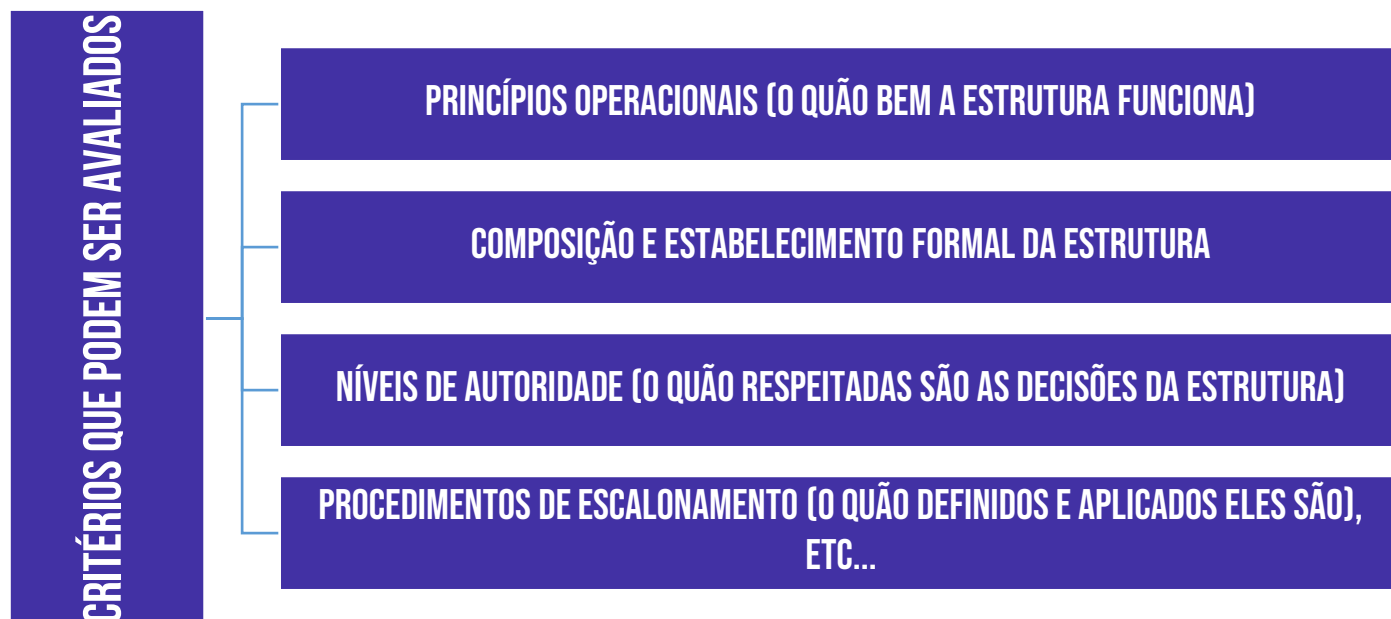 CRITÉRIOS QUE PODEM SER AVALIADOS
PRINCÍPIOS OPERACIONAIS (O QUÃO BEM A ESTRUTURA FUNCIONA)
COMPOSIÇÃO E ESTABELECIMENTO FORMAL DA ESTRUTURA
NÍVEIS DE AUTORIDADE (O QUÃO RESPEITADAS SÃO AS DECISÕES DA ESTRUTURA)
PROCEDIMENTOS DE ESCALONAMENTO (O QUÃO DEFINIDOS E APLICADOS ELES SÃO),
ETC...